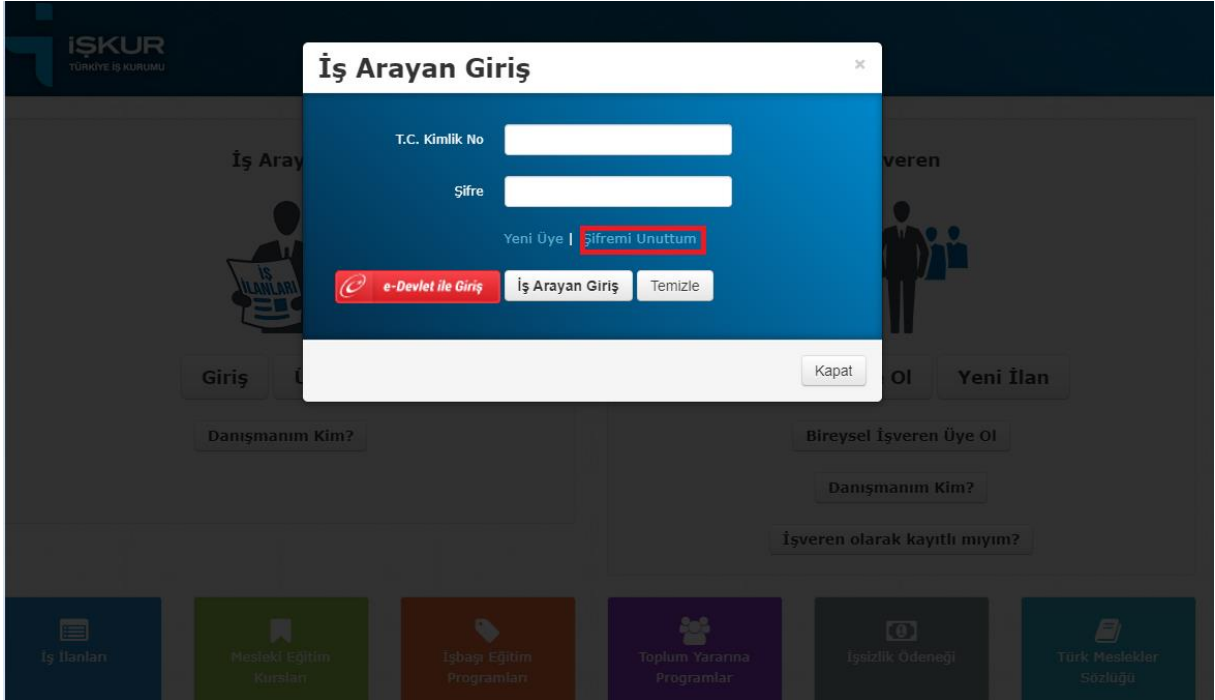 İŞKUR
TÜRKİYE İŞ KURUMU
İş Arayan Giriş
×
T.C. Kimlik No
Şifre
Yeni Üye | Şifremi Unuttum
e-Devlet ile Giriş
İş Arayan Giriş
Temizle
Kapat
İş Aray
veren
İŞ
İLANLARI
Giriş
Ü
Ol
Yeni İlan
Danışmanım Kim?
Bireysel İşveren Üye Ol
Danışmanım Kim?
İşveren olarak kayıtlı mıyım?
İş İlanları
Mesleki Eğitim
Kursları
İşbaşı Eğitim
Programları
Toplum Yararına
Programlar
İşsizlik Ödeneği
Türk Meslekler
Sözlüğü